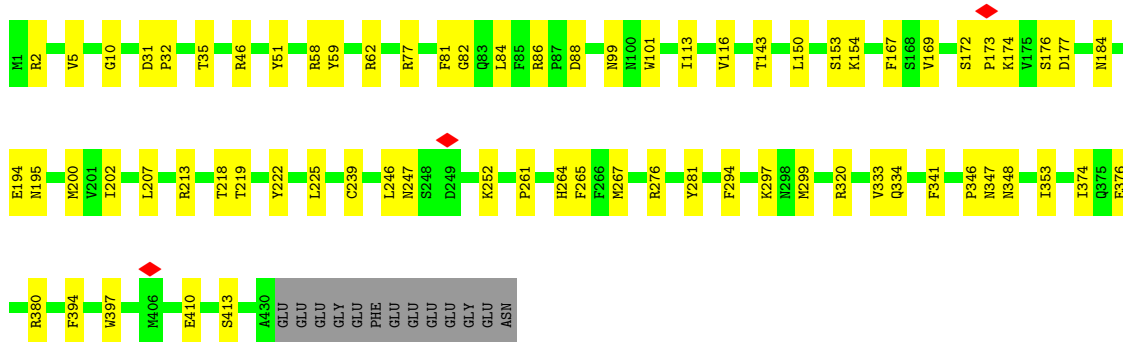 M1 R2 V5 G10 D31 P32 T35 R46 Y51 R58 Y59 R62 R77 F81 G82 Q83 L84 F85 R86 P87 D88 N99 N100 W101 I113 V116 T143 L150 S153 K154 F167 S168 V169 S172 P173 K174 V175 S176 D177 N184
E194 N195 M200 V201 I202 L207 R213 T218 T219 Y222 L225 C239 L246 N247 S248 D249 K252 P261 H264 F265 F266 M267 R276 Y281 F294 K297 N298 M299 R320 V333 Q334 F341 P346 N347 N348 I353 I374 Q375 E376
R380 F394 W397 M406 E410 S413 A430 GLU GLU GLU GLY GLU PHE GLU GLU GLU GLU GLY GLU ASN